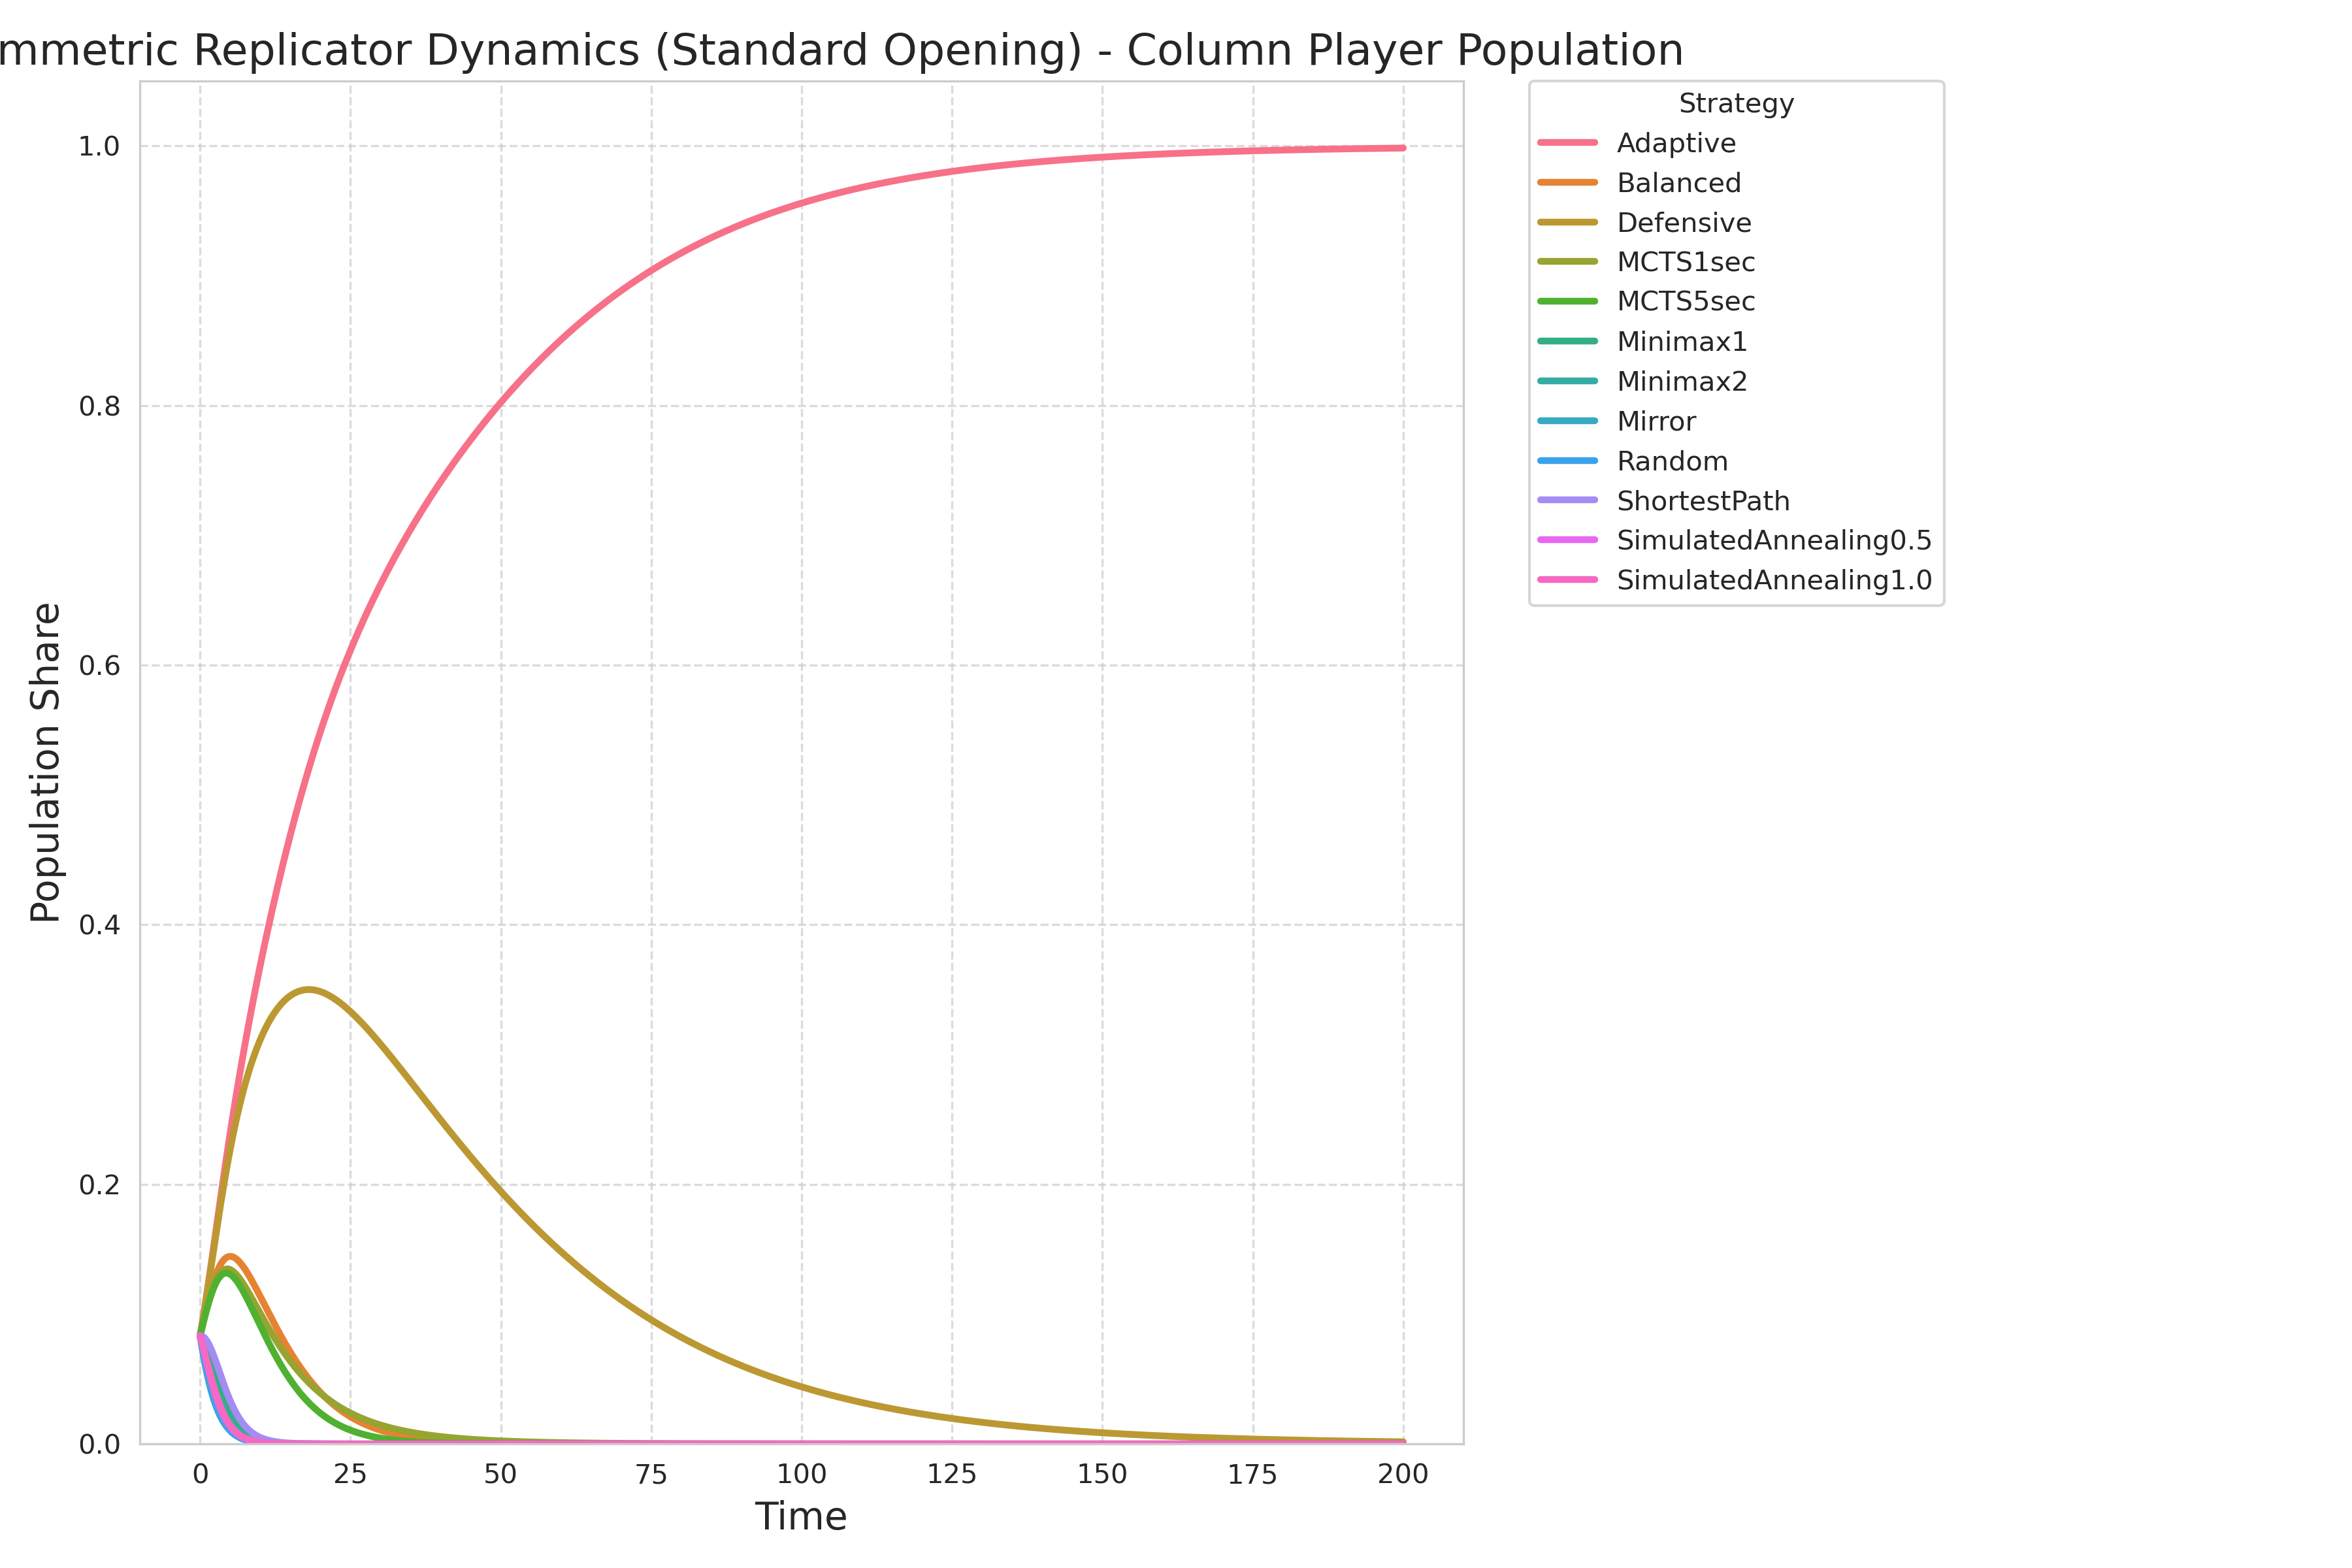 mmetric Replicator Dynamics (Standard Opening) - Column Player Population
Strategy
Adaptive
Balanced
Defensive
MCTS1sec
MCTS5sec
Minimax1
Minimax2
Mirror
Random
ShortestPath
SimulatedAnnealing0.5
SimulatedAnnealing1.0
Population Share
1.0
0.8
0.6
0.4
0.2
0.0
0 25 50 75 100 125 150 175 200
Time